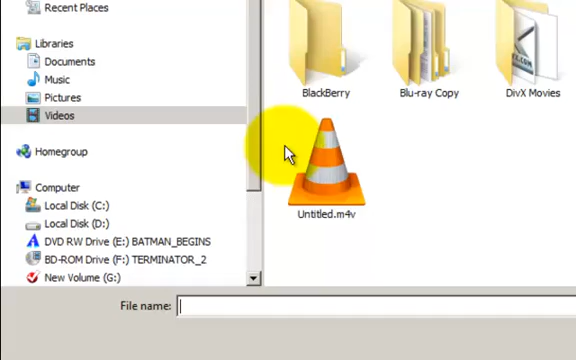 Recent Places
Libraries
Documents
Music
Pictures
Videos
Homegroup
Computer
Local Disk (C:)
Local Disk (D:)
DVD RW Drive (E:) BATMAN_BEGINS
BD-ROM Drive (F:) TERMINATOR_2
New Volume (G:)
BlackBerry
Blu-ray Copy
DivX Movies
Untitled.m4v
File name: